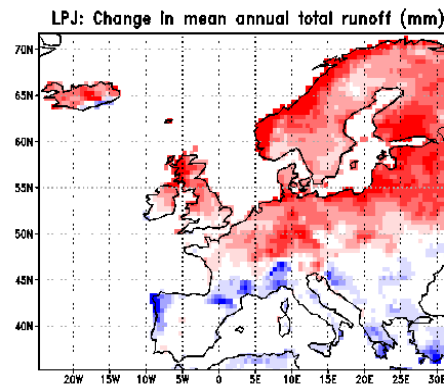 LPJ: Change in mean annual total runoff (mm)
70N
65N
60N
55N
50N
45N
40N
20W 15W 10W 5W 0 5E 10E 15E 20E 25E 30E